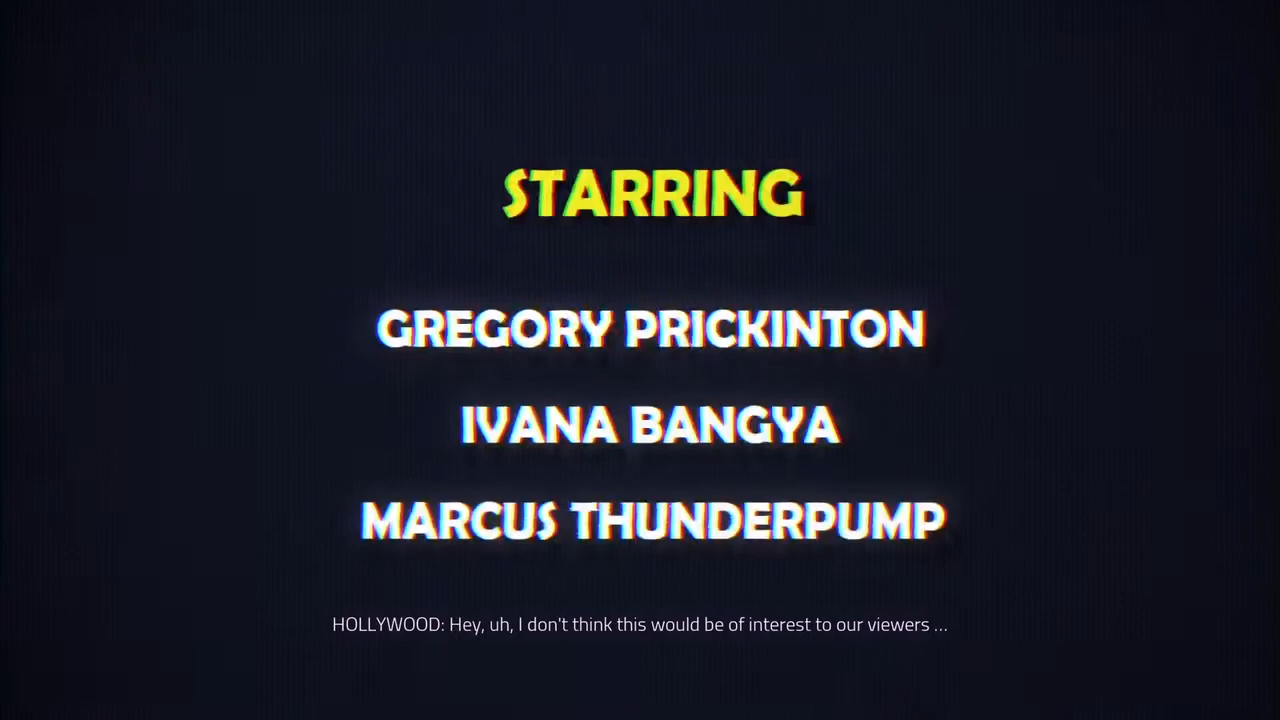 STARRING
GREGORY PRICKINTON
IVANA BANGYA
MARCUS THUNDERPUMP
HOLLYWOOD: Hey, uh, I don't think this would be of interest to our viewers ...